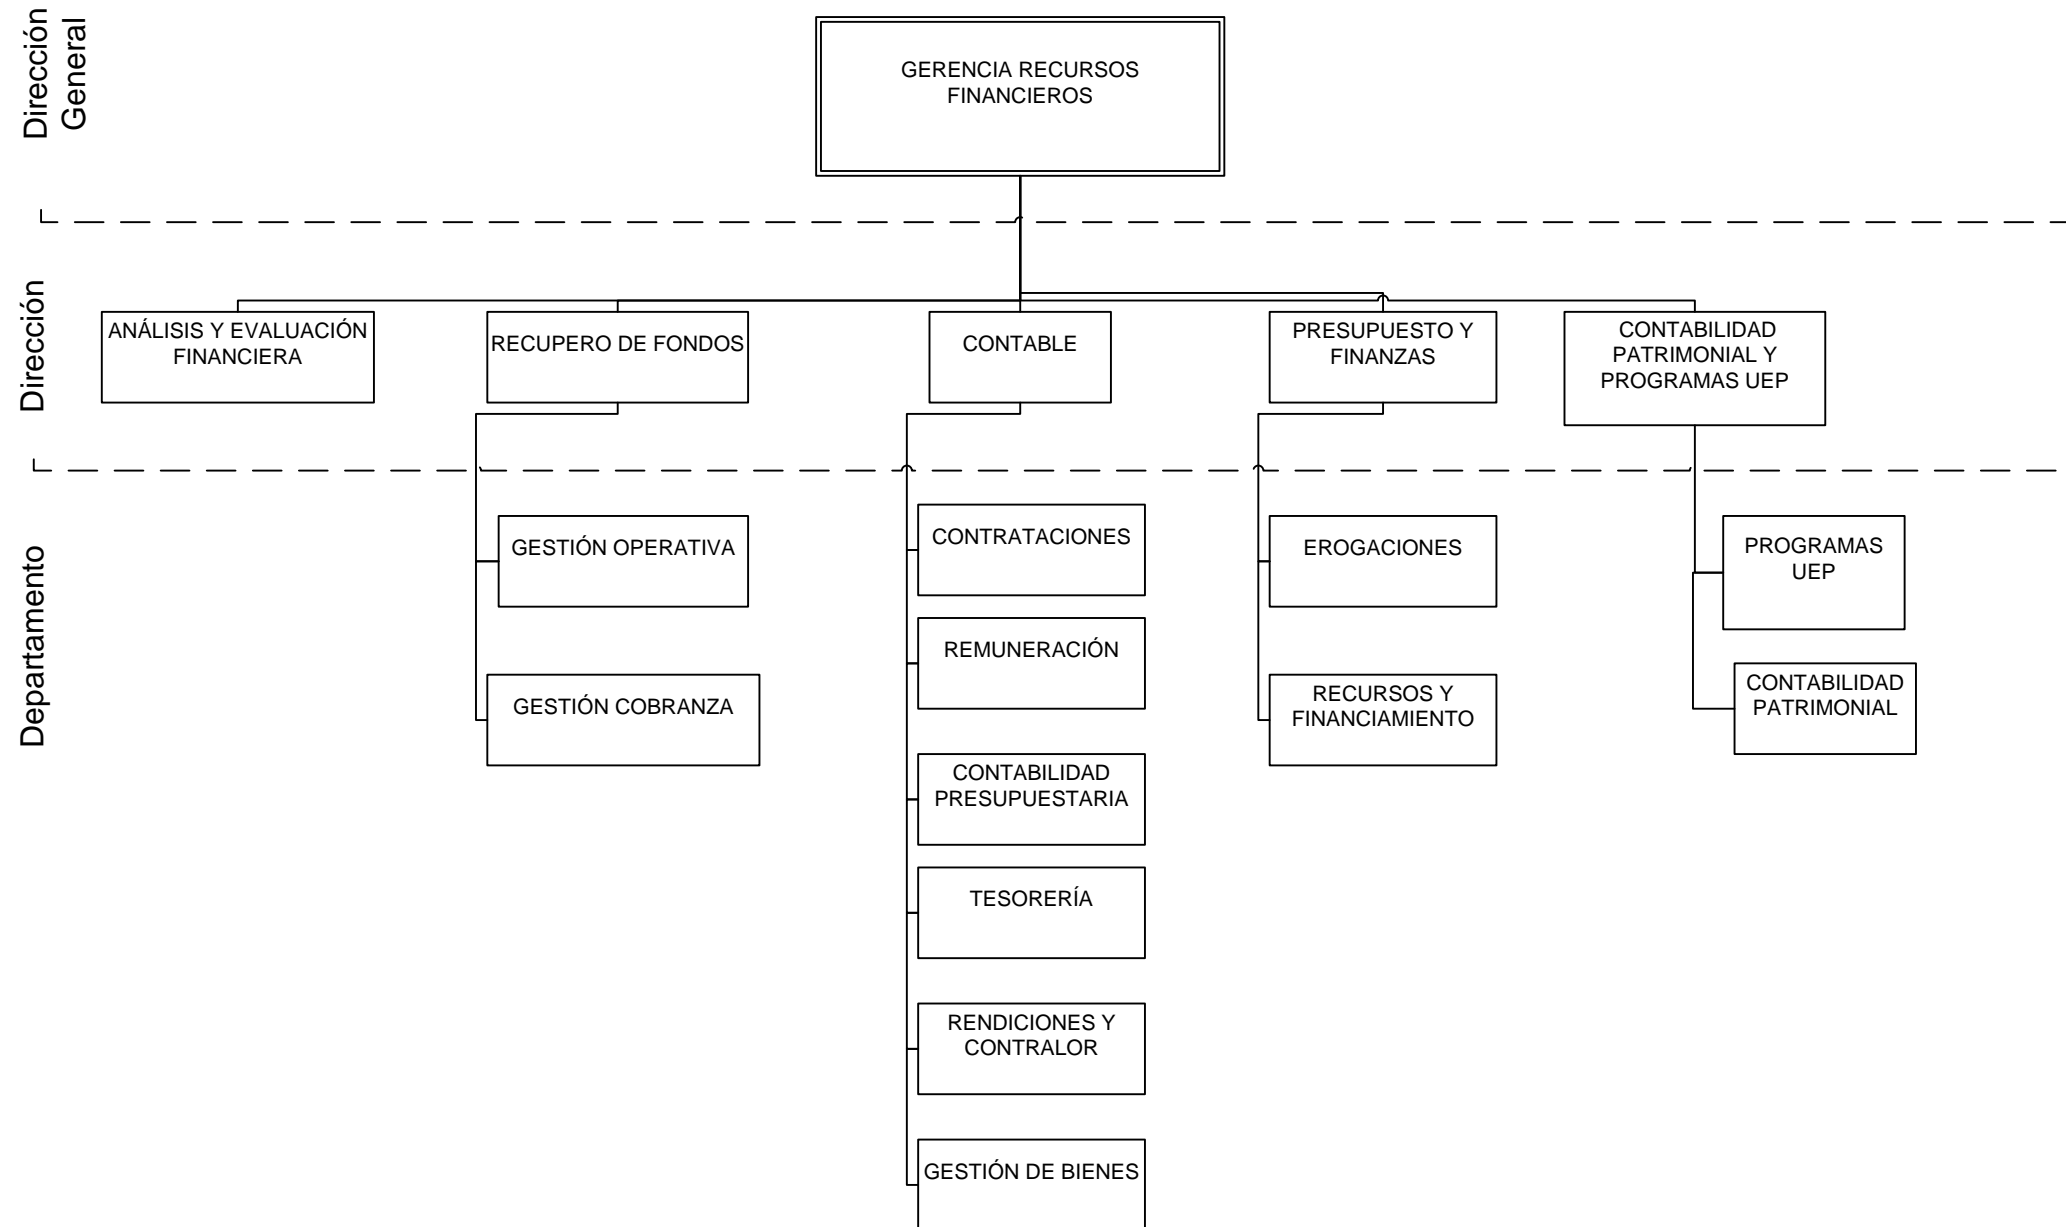 Dirección
General
GERENCIA RECURSOS
FINANCIEROS
Dirección
ANÁLISIS Y EVALUACIÓN
FINANCIERA
RECUPERO DE FONDOS
CONTABLE
PRESUPUESTO Y
FINANZAS
CONTABILIDAD
PATRIMONIAL Y
PROGRAMAS UEP
Departamento
GESTIÓN OPERATIVA
GESTIÓN COBRANZA
CONTRATACIONES
REMUNERACIÓN
CONTABILIDAD
PRESUPUESTARIA
TESORERÍA
RENDICIONES Y
CONTRALOR
GESTIÓN DE BIENES
EROGACIONES
RECURSOS Y
FINANCIAMIENTO
PROGRAMAS
UEP
CONTABILIDAD
PATRIMONIAL